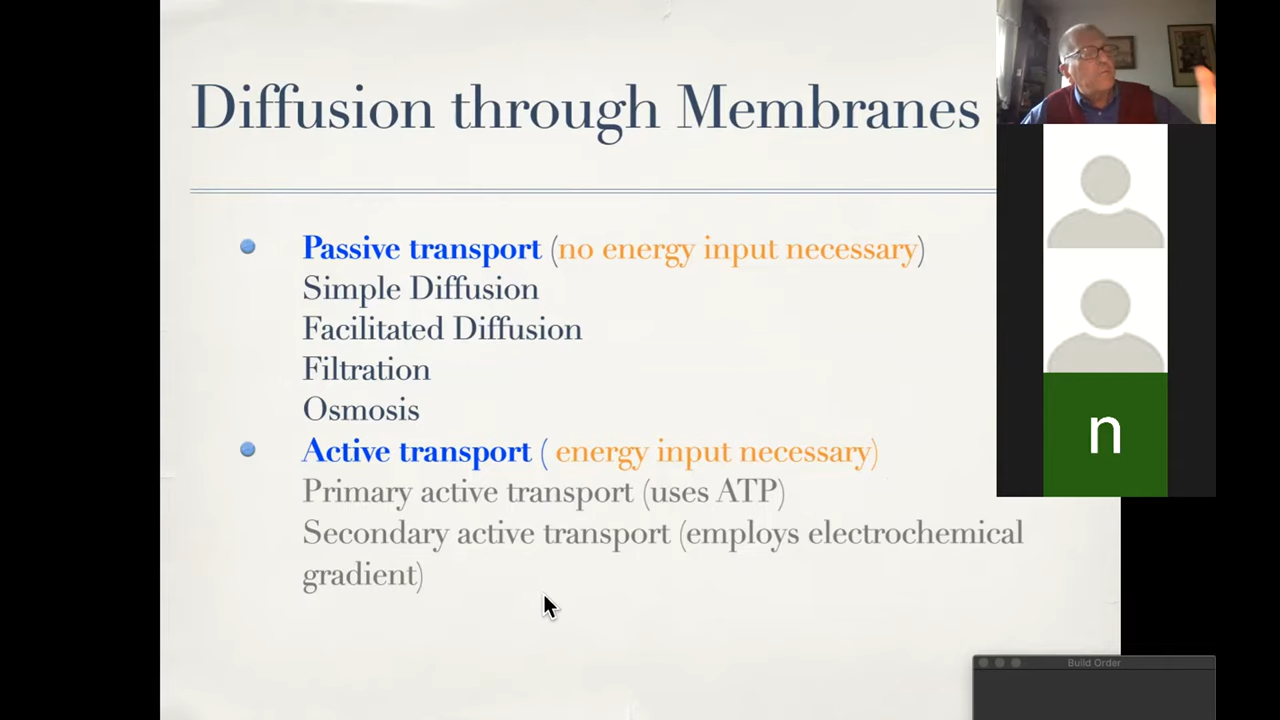 Diffusion through Membranes
Passive transport (no energy input necessary)
Simple Diffusion
Facilitated Diffusion
Filtration
Osmosis
Active transport ( energy input necessary)
Primary active transport (uses ATP)
Secondary active transport (employs electrochemical
gradient)
n
Build Order